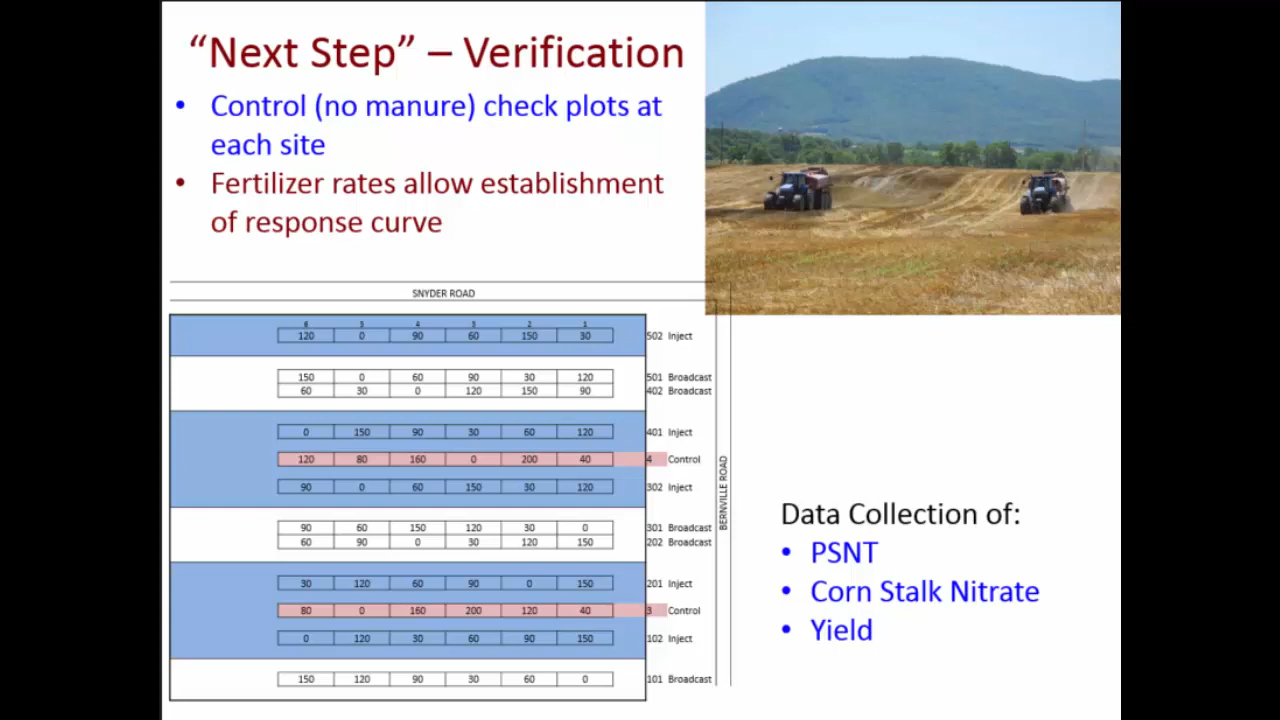 “Next Step” – Verification
• Control (no manure) check plots at
each site
• Fertilizer rates allow establishment
of response curve
SNYDER ROAD
6 5 4 3 2 1
120 0 90 60 150 30 502 Inject
150 0 60 90 30 120 501 Broadcast
60 30 0 120 150 90 402 Broadcast
0 150 90 30 60 120 401 Inject
120 80 160 0 200 40 4 Control
90 0 60 150 30 120 302 Inject
90 60 150 120 30 0 301 Broadcast
60 90 0 30 120 150 202 Broadcast
30 120 60 90 0 150 201 Inject
80 0 160 200 120 40 3 Control
0 120 30 60 90 150 102 Inject
150 120 90 30 60 0 101 Broadcast
BERNVILLE ROAD
Data Collection of:
• PSNT
• Corn Stalk Nitrate
• Yield